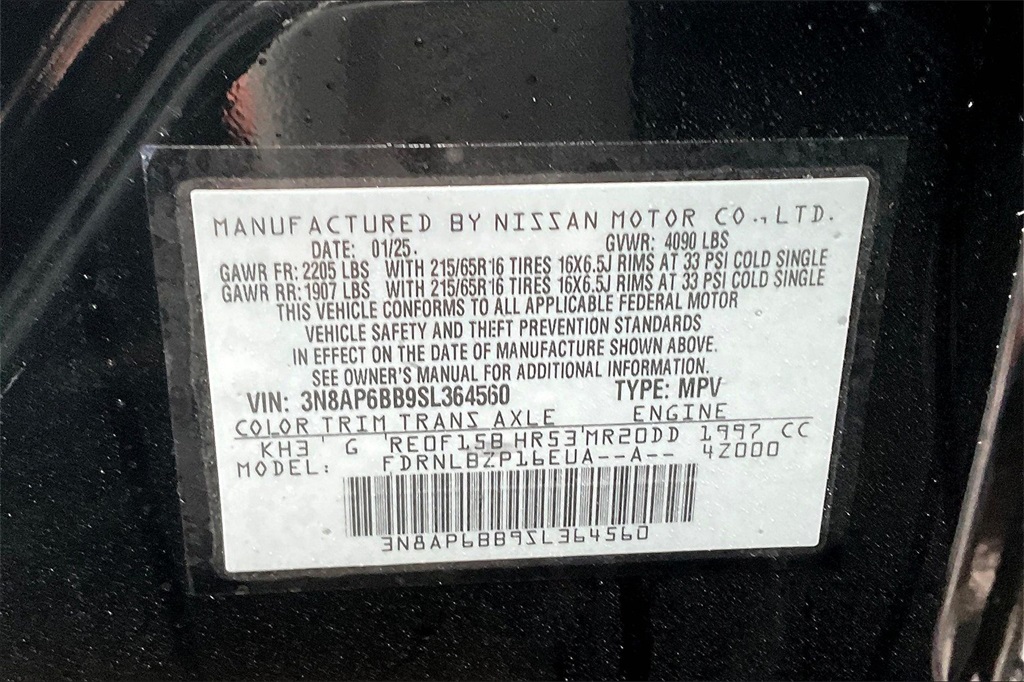 MANUFACTURED BY NISSAN MOTOR CO., LTD.
DATE: 01/25. GVWR: 4090 LBS
GAWR FR: 2205 LBS WITH 215/65R16 TIRES 16X6.5J RIMS AT 33 PSI COLD SINGLE
GAWR RR: 1907 LBS WITH 215/65R16 TIRES 16X6.5J RIMS AT 33 PSI COLD SINGLE
THIS VEHICLE CONFORMS TO ALL APPLICABLE FEDERAL MOTOR
VEHICLE SAFETY AND THEFT PREVENTION STANDARDS
IN EFFECT ON THE DATE OF MANUFACTURE SHOWN ABOVE.
SEE OWNER'S MANUAL FOR ADDITIONAL INFORMATION.
VIN: 3N8AP6BB9SL364560 TYPE: MPV
COLOR TRIM TRANS AXLE ENGINE
KH3 G RE0F15B HR53 MR20DD 1997 CC
MODEL: FDRNLBZP16EUA--A-- 4Z000
3N8AP6BB9SL364560